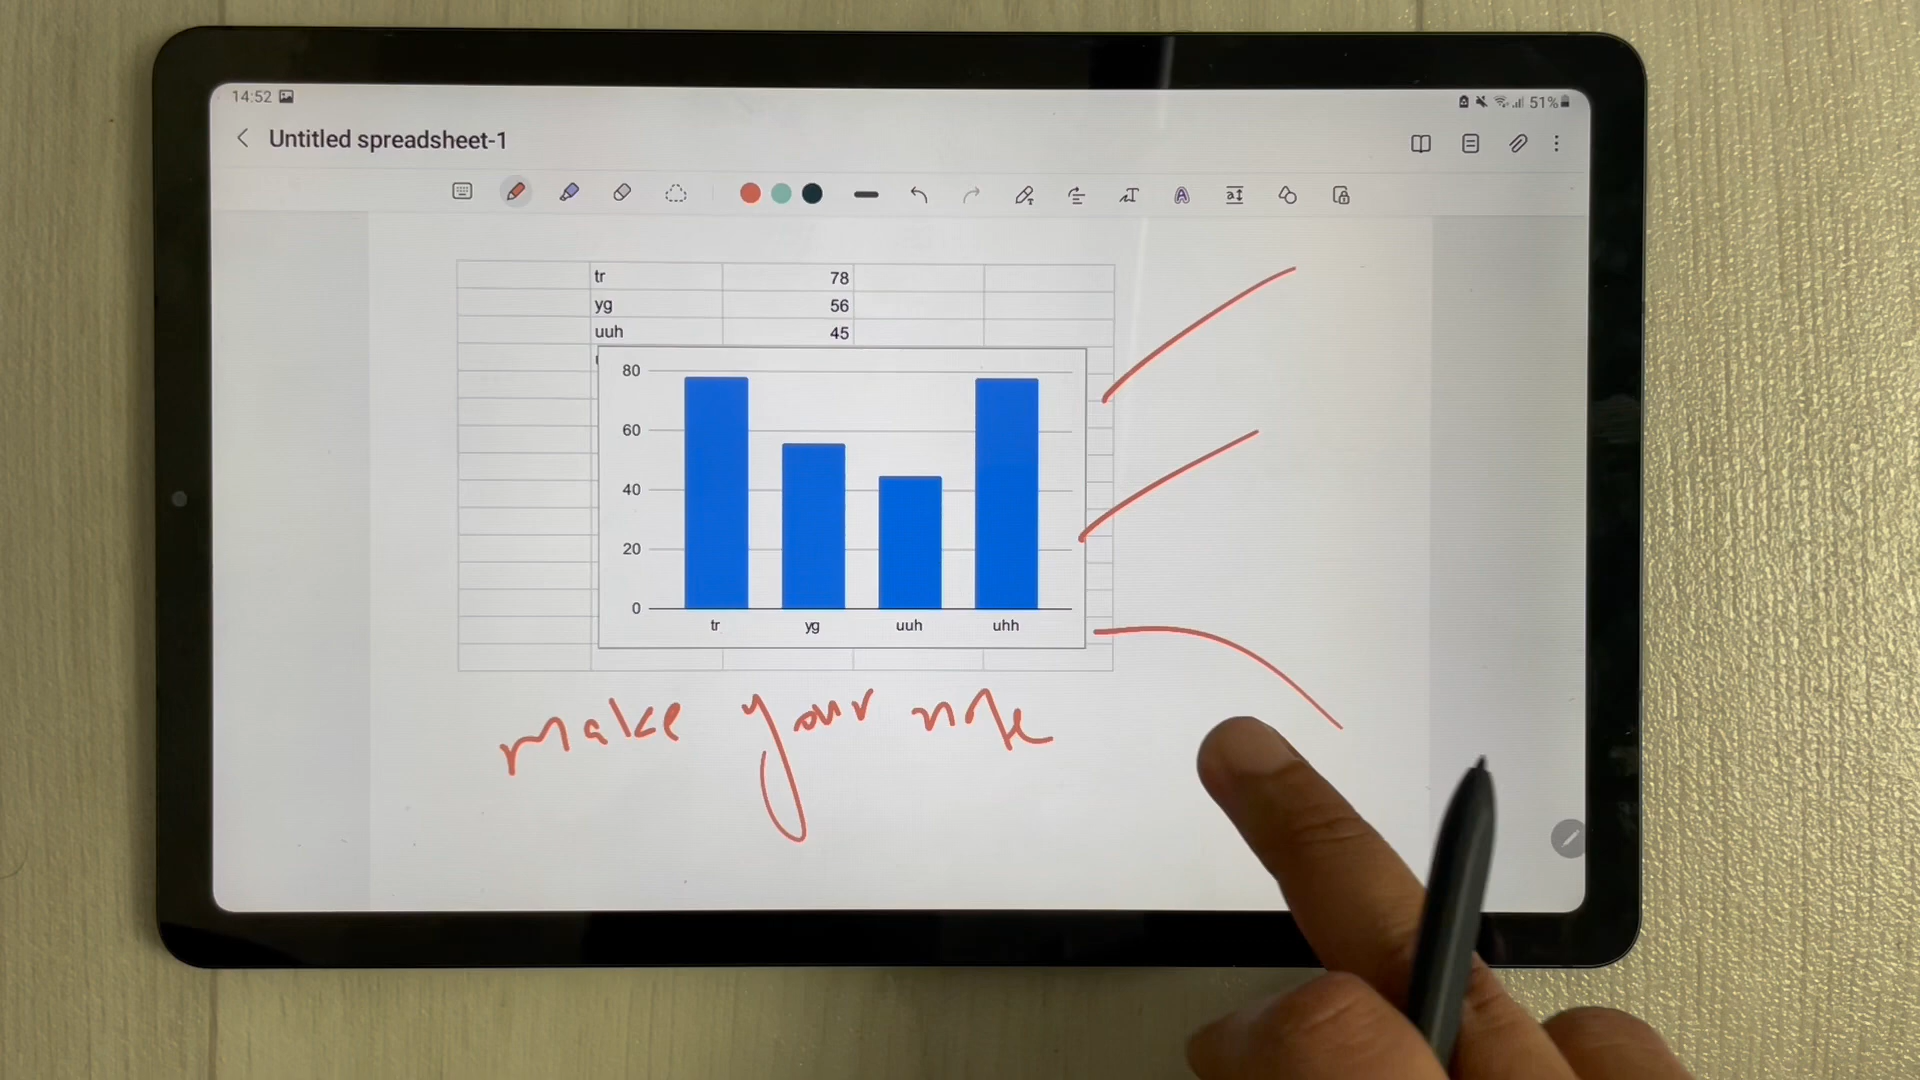 14:52 51%
Untitled spreadsheet-1
tr 78
yg 56
uuh 45
80
60
40
20
0
tr yg uuh uhh
make your note